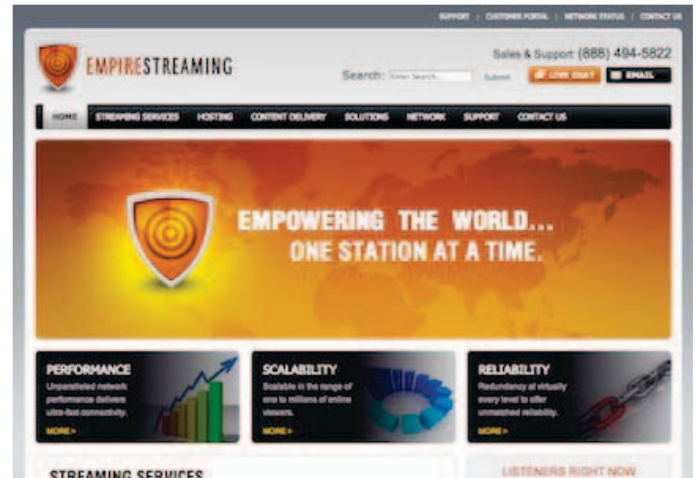 SUPPORT | CUSTOMER PORTAL | NETWORK STATUS | CONTACT US
EMPIRESTREAMING
Sales & Support (888) 494-5822
Search: Enter Search... Submit LIVE CHAT EMAIL
HOME STREAMING SERVICES HOSTING CONTENT DELIVERY SOLUTIONS NETWORK SUPPORT CONTACT US
EMPOWERING THE WORLD...
ONE STATION AT A TIME.
PERFORMANCE
Unparalleled network
performance delivers
ultra-fast connectivity.
MORE >
SCALABILITY
Scalable in the range of
one to millions of online
viewers.
MORE >
RELIABILITY
Redundancy at virtually
every level to offer
unmatched reliability.
MORE >
STREAMING SERVICES
LISTENERS RIGHT NOW